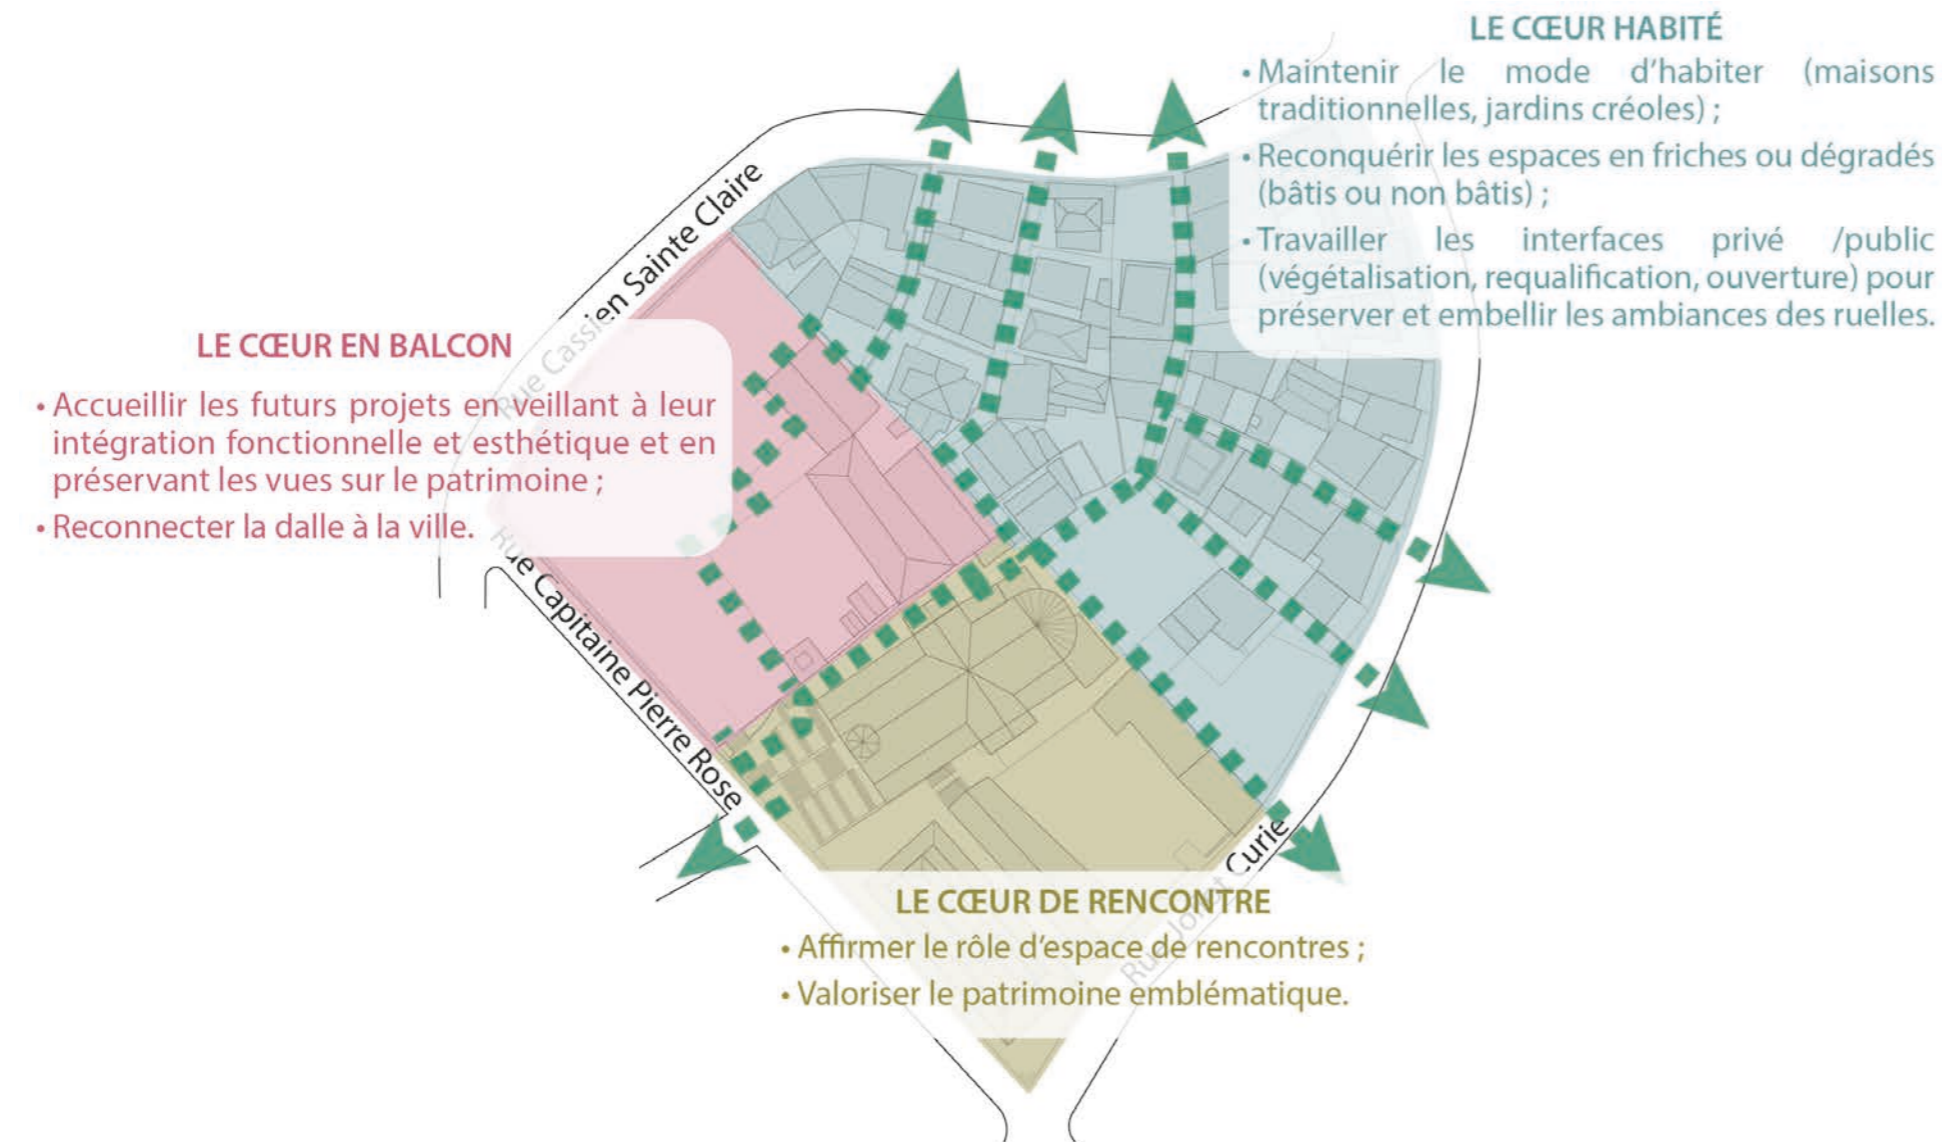 LE CŒUR HABITÉ
• Maintenir le mode d'habiter (maisons
traditionnelles, jardins créoles) ;
• Reconquérir les espaces en friches ou dégradés
(bâtis ou non bâtis) ;
• Travailler les interfaces privé /public
(végétalisation, requalification, ouverture) pour
préserver et embellir les ambiances des ruelles.
Rue Cassien Sainte Claire
LE CŒUR EN BALCON
• Accueillir les futurs projets en veillant à leur
intégration fonctionnelle et esthétique et en
préservant les vues sur le patrimoine ;
• Reconnecter la dalle à la ville.
Rue Capitaine Pierre Rose
Rue Joliot Curie
LE CŒUR DE RENCONTRE
• Affirmer le rôle d'espace de rencontres ;
• Valoriser le patrimoine emblématique.